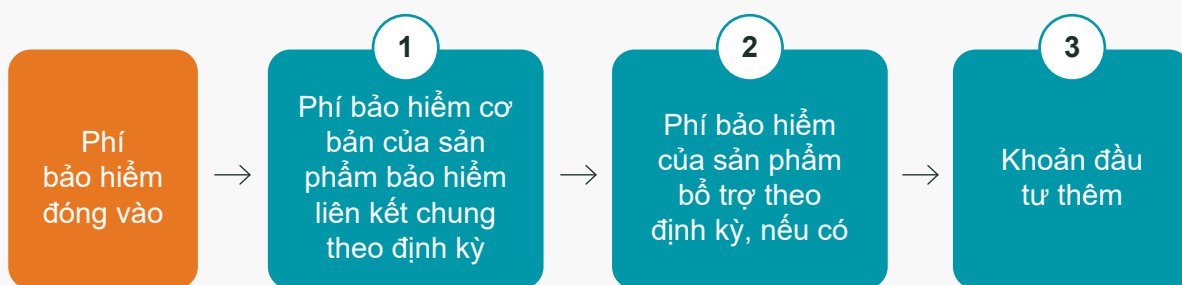 Phí
bảo hiểm
đóng vào
1
Phí bảo hiểm cơ
bản của sản
phẩm bảo hiểm
liên kết chung
theo định kỳ
2
Phí bảo hiểm
của sản phẩm
bổ trợ theo
định kỳ, nếu có
3
Khoản đầu
tư thêm